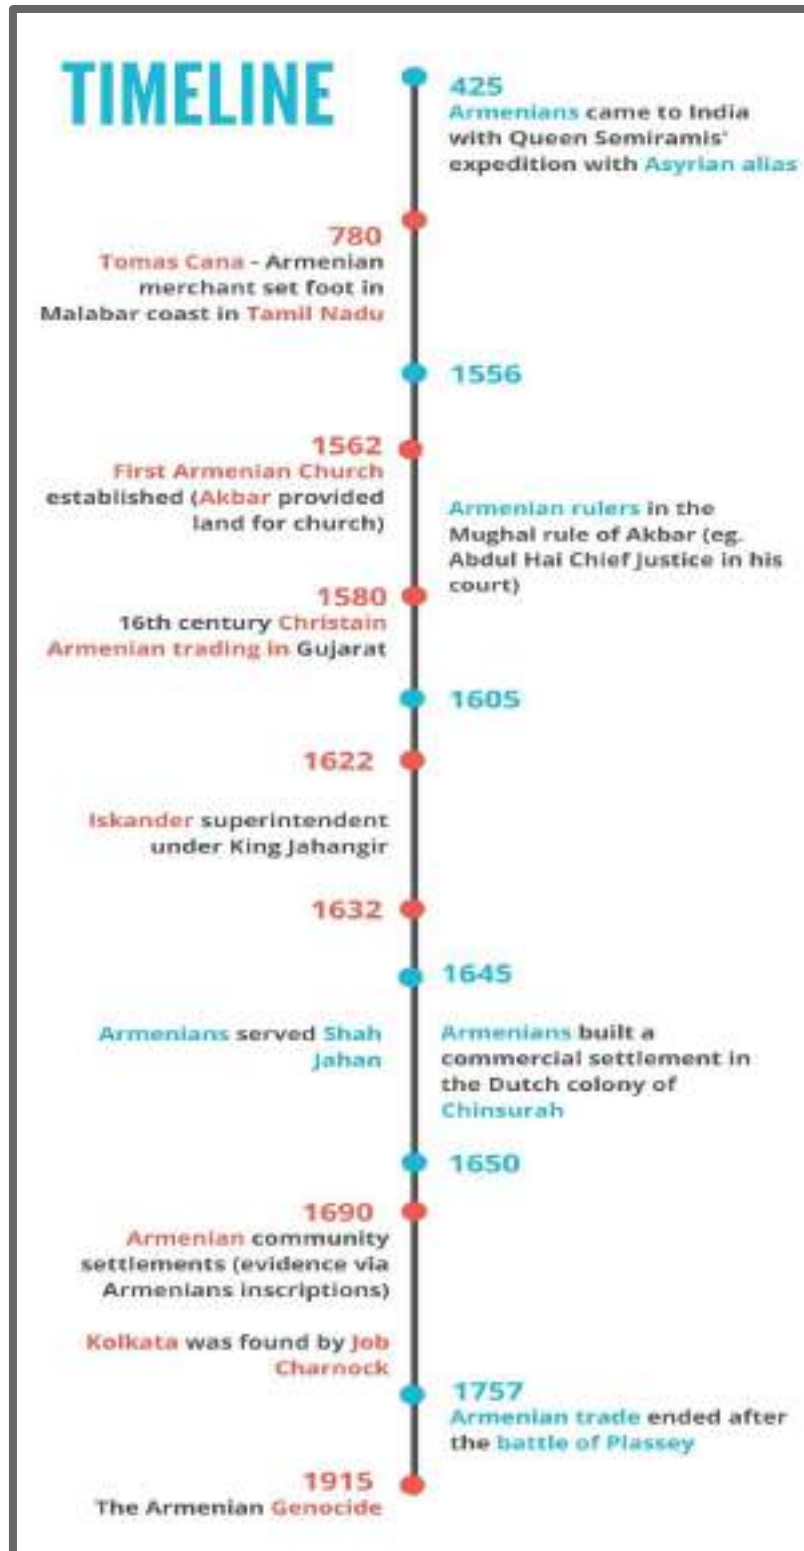 TIMELINE
425
Armenians came to India
with Queen Semiramis'
expedition with Asyrian alias
780
Tomas Cana - Armenian
merchant set foot in
Malabar coast in Tamil Nadu
1556
1562
First Armenian Church
established (Akbar provided
land for church)
Armenian rulers in the
Mughal rule of Akbar (eg.
Abdul Hai Chief Justice in his
court)
1580
16th century Christain
Armenian trading in Gujarat
1605
1622
Iskander superintendent
under King Jahangir
1632
1645
Armenians served Shah
Jahan
Armenians built a
commercial settlement in
the Dutch colony of
Chinsurah
1650
1690
Armenian community
settlements (evidence via
Armenians inscriptions)
Kolkata was found by Job
Charnock
1757
Armenian trade ended after
the battle of Plassey
1915
The Armenian Genocide